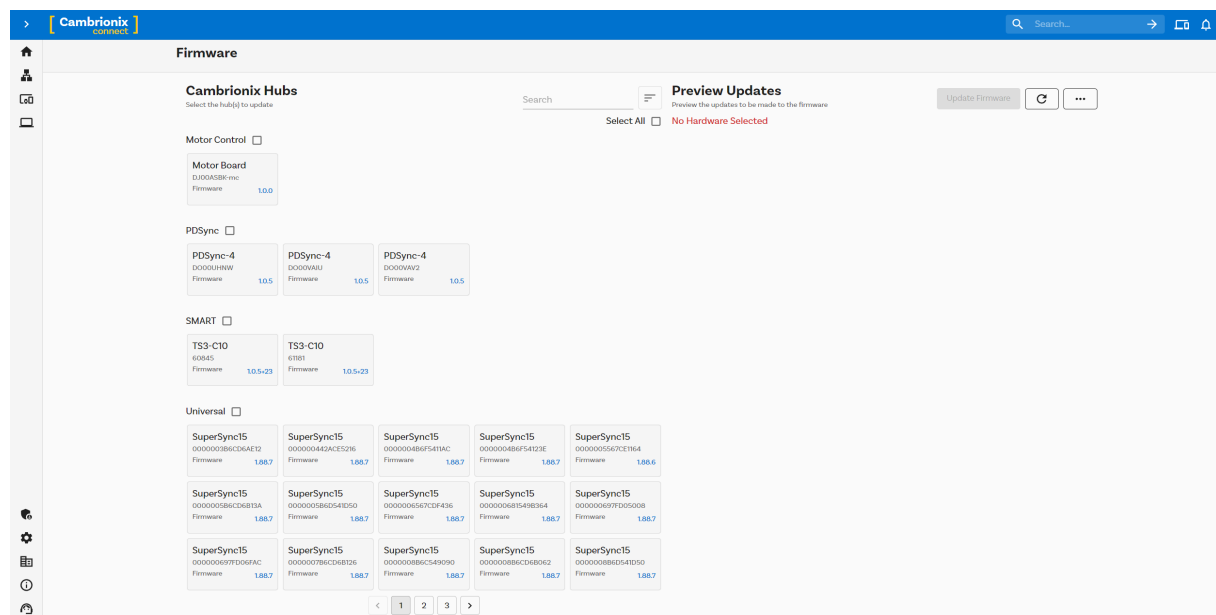 Cambrionix
connect
Search...
Firmware
Cambrionix Hubs
Select the hub(s) to update
Search
Select All
Preview Updates
Preview the updates to be made to the firmware
No Hardware Selected
Update Firmware
Motor Control
Motor Board
DJ00ASBK-mc
Firmware 1.0.0
PDSync
PDSync-4
DO00UHNW
Firmware 1.0.5
PDSync-4
DO00VAIU
Firmware 1.0.5
PDSync-4
DO00VAV2
Firmware 1.0.5
SMART
TS3-C10
60845
Firmware 1.0.5+23
TS3-C10
61181
Firmware 1.0.5+23
Universal
SuperSync15
0000003B6CD6AE12
Firmware 1.88.7
SuperSync15
000000442ACE5216
Firmware 1.88.7
SuperSync15
0000004B6F5411AC
Firmware 1.88.7
SuperSync15
0000004B6F54123E
Firmware 1.88.7
SuperSync15
0000005567CE1164
Firmware 1.88.6
SuperSync15
0000005B6CD6B13A
Firmware 1.88.7
SuperSync15
0000005B6D541D50
Firmware 1.88.7
SuperSync15
0000006567CDF436
Firmware 1.88.7
SuperSync15
000000681549B364
Firmware 1.88.7
SuperSync15
000000697FD05008
Firmware 1.88.7
SuperSync15
000000697FD06FAC
Firmware 1.88.7
SuperSync15
0000007B6CD6B126
Firmware 1.88.7
SuperSync15
0000008B6C549090
Firmware 1.88.7
SuperSync15
0000008B6CD6B062
Firmware 1.88.7
SuperSync15
0000008B6D541D50
Firmware 1.88.7
1 2 3